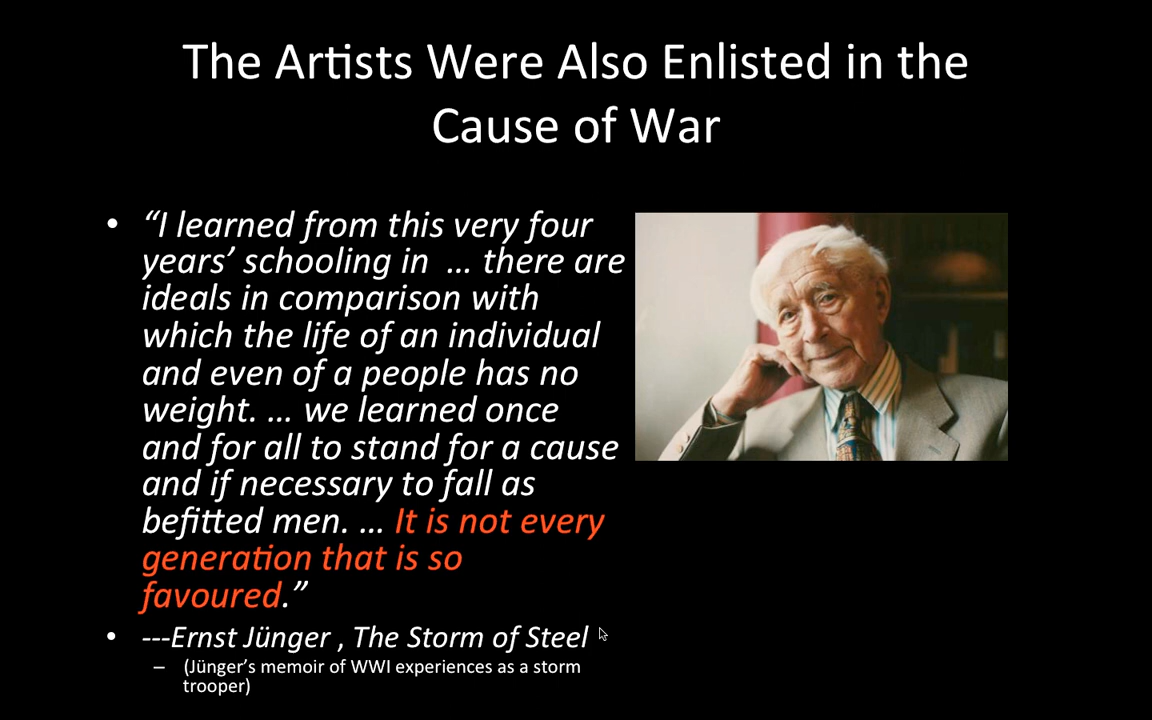 The Artists Were Also Enlisted in the
Cause of War
• “I learned from this very four
years’ schooling in … there are
ideals in comparison with
which the life of an individual
and even of a people has no
weight. … we learned once
and for all to stand for a cause
and if necessary to fall as
befitted men. … It is not every
generation that is so
favoured.”
• ---Ernst Jünger , The Storm of Steel
– (Jünger’s memoir of WWI experiences as a storm
trooper)